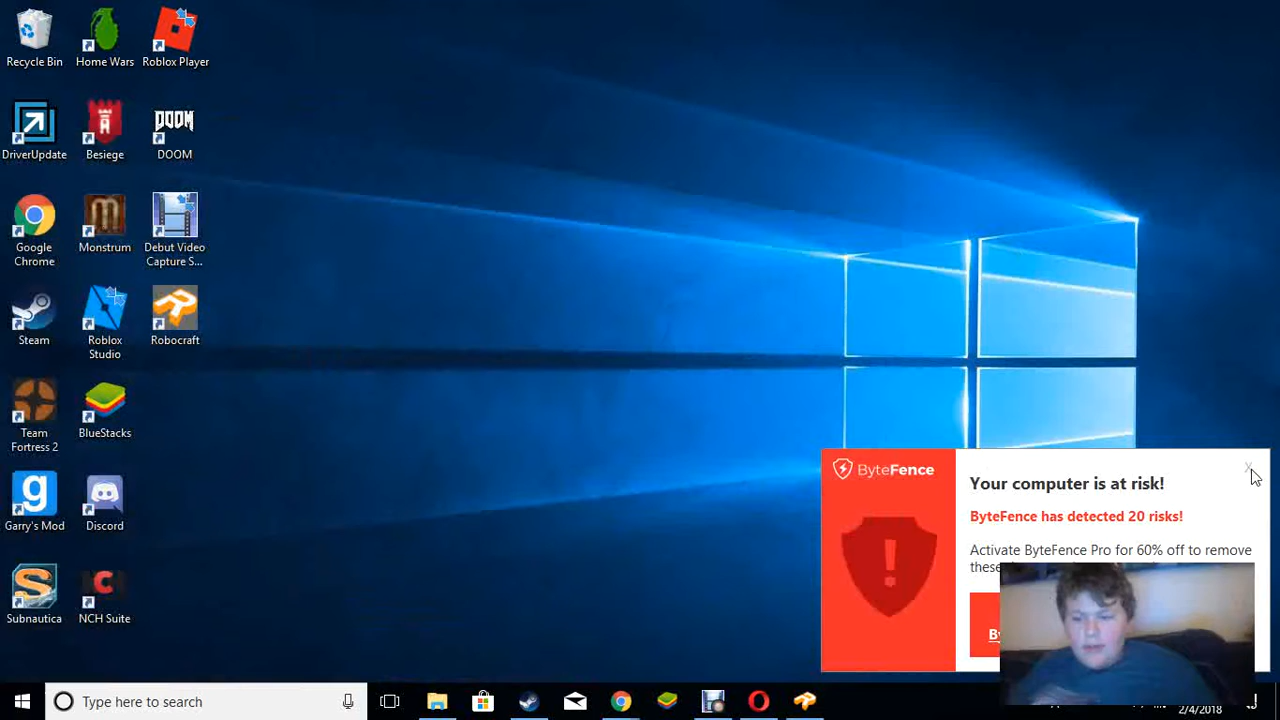 Recycle Bin
Home Wars
Roblox Player
DriverUpdate
Besiege
DOOM
DOOM
Google
Chrome
Monstrum
Debut Video
Capture S...
Steam
Roblox
Studio
Robocraft
Team
Fortress 2
BlueStacks
Garry's Mod
Discord
Subnautica
NCH Suite
ByteFence
Your computer is at risk!
X
ByteFence has detected 20 risks!
Activate ByteFence Pro for 60% off to remove
these
By
Type here to search
2/4/2018